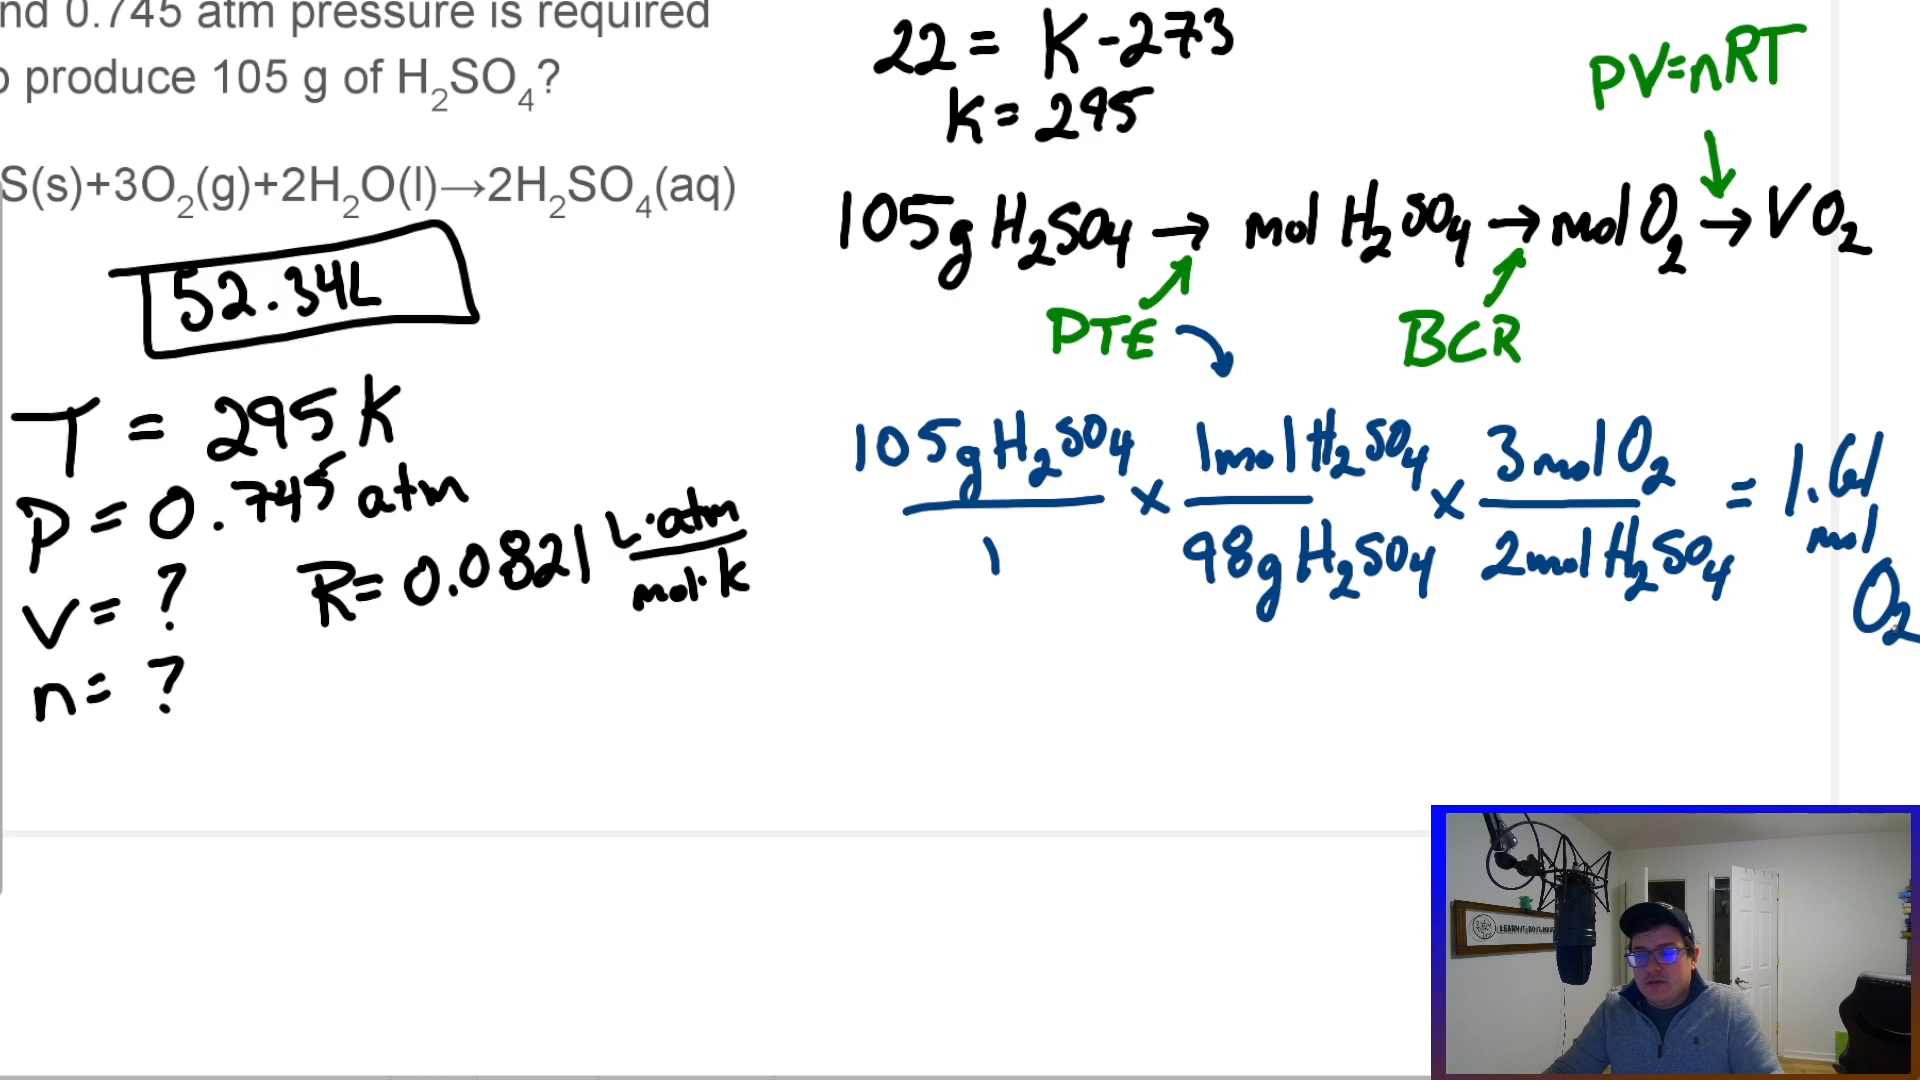 nd 0.745 atm pressure is required
o produce 105 g of H₂SO₄?
S(s)+3O₂(g)+2H₂O(l)→2H₂SO₄(aq)
52.34L
T = 295 K
P = 0.745 atm
V = ?
n = ?
R = 0.0821 L·atm
mol·K
22 = K - 273
K = 295
PV=nRT
105g H₂SO₄ → mol H₂SO₄ → mol O₂ → V O₂
PTE
BCR
105g H₂SO₄ × 1mol H₂SO₄ × 3mol O₂ = 1.61
1 98g H₂SO₄ 2mol H₂SO₄ mol
O₂